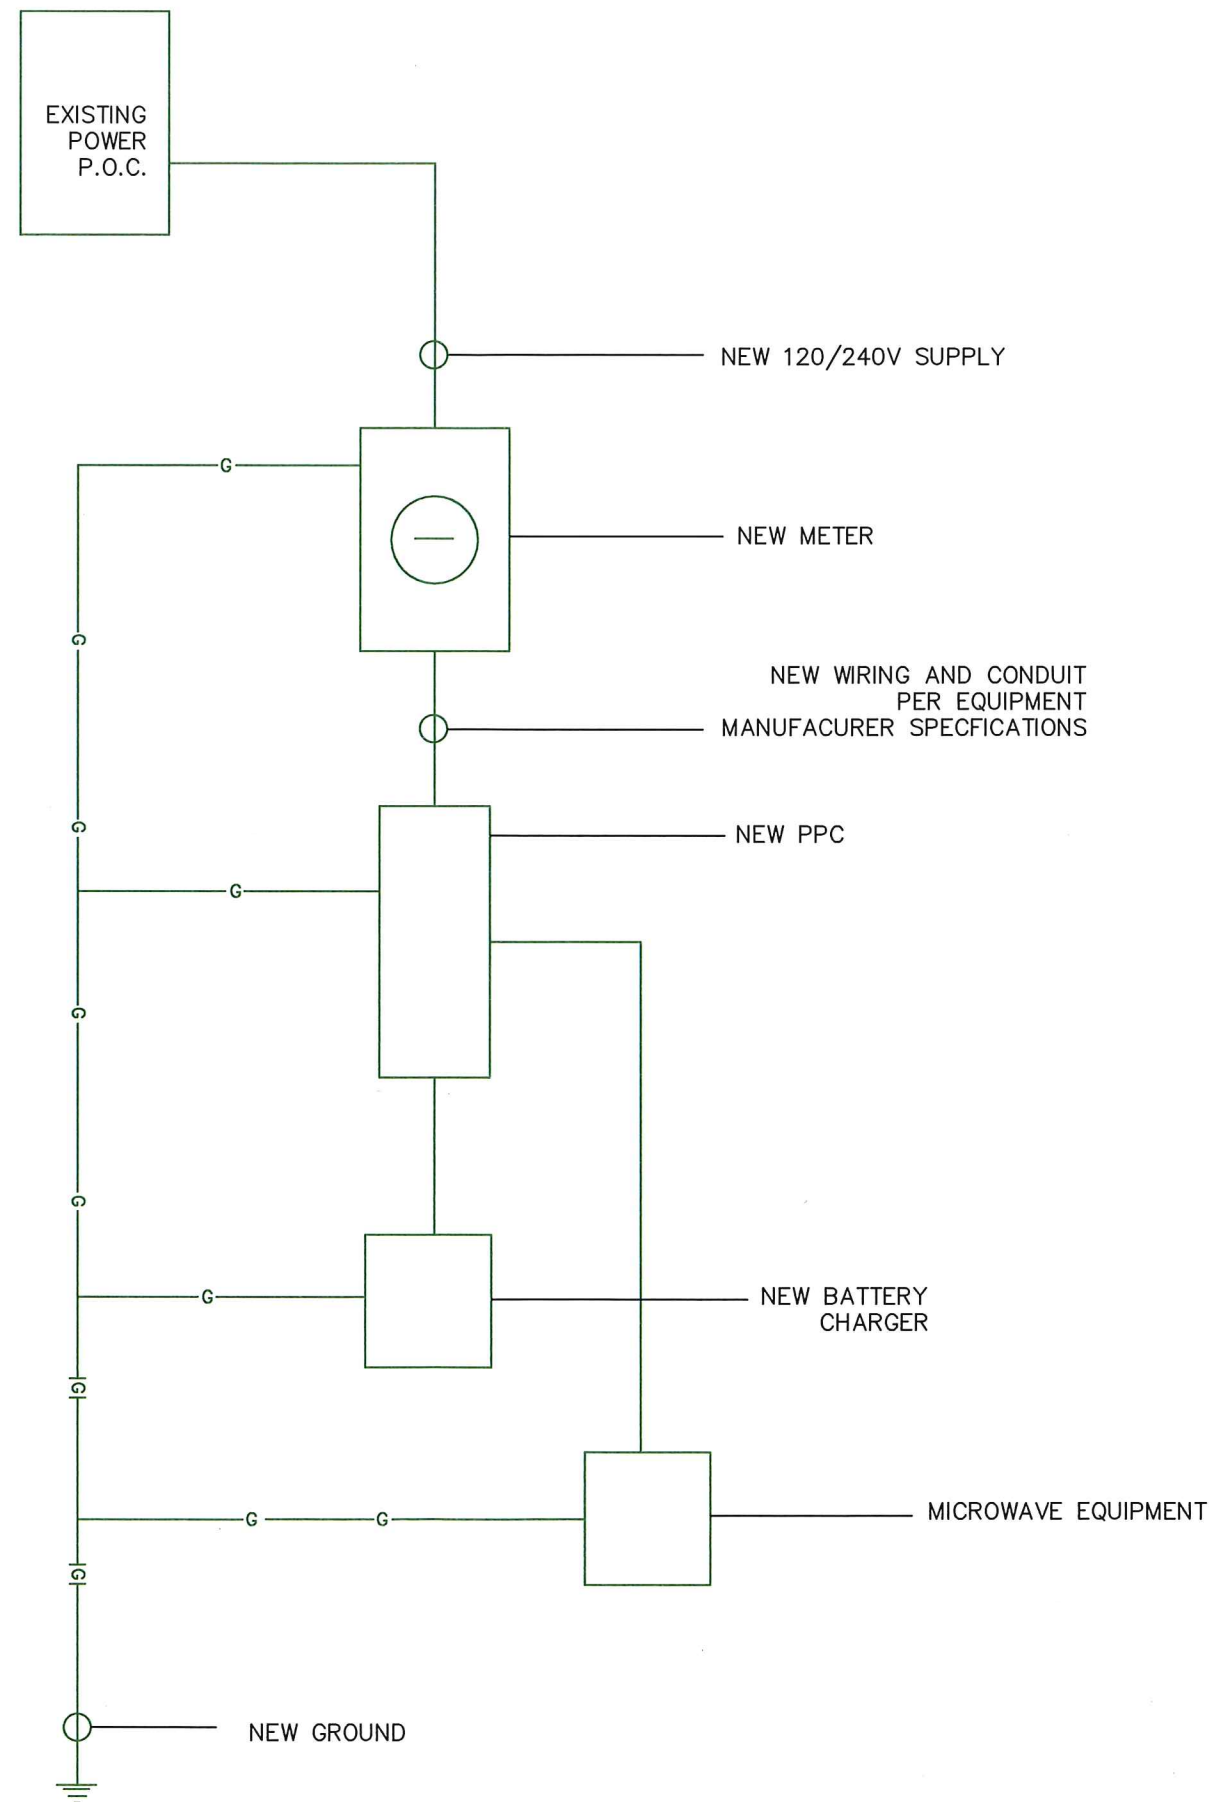 EXISTING
POWER
P.O.C.
NEW 120/240V SUPPLY
G
NEW METER
G
NEW WIRING AND CONDUIT
PER EQUIPMENT
MANUFACURER SPECFICATIONS
G
NEW PPC
G
G
G
G
NEW BATTERY
CHARGER
G
G G
MICROWAVE EQUIPMENT
G
NEW GROUND